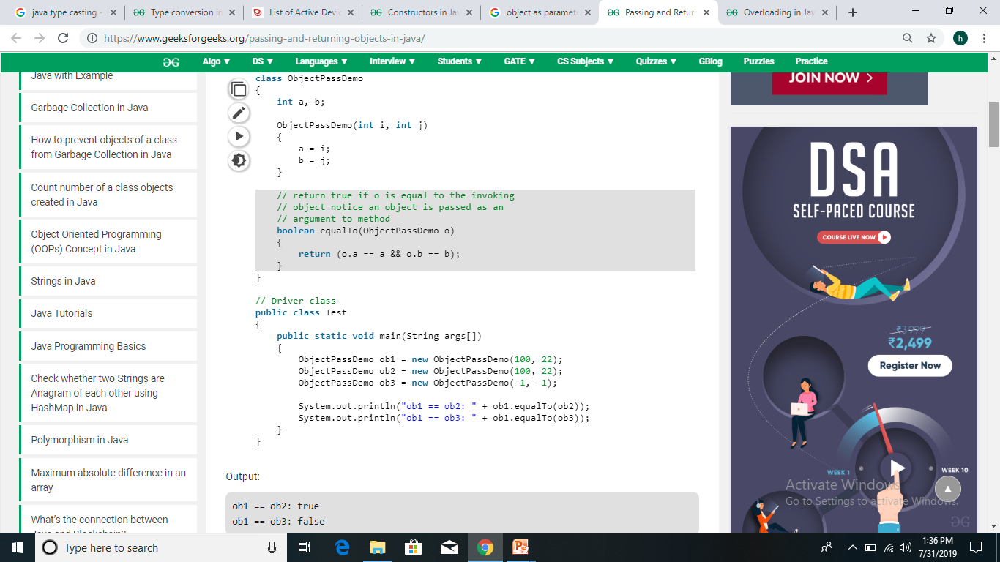 java type casting -
Type conversion in
List of Active Devic
Constructors in Ja
object as paramete
Passing and Retur
Overloading in Jav
https://www.geeksforgeeks.org/passing-and-returning-objects-in-java/
h
Algo ▼ DS ▼ Languages ▼ Interview ▼ Students ▼ GATE ▼ CS Subjects ▼ Quizzes ▼ GBlog Puzzles Practice
Java with Example
Garbage Collection in Java
How to prevent objects of a class
from Garbage Collection in Java
Count number of a class objects
created in Java
Object Oriented Programming
(OOPs) Concept in Java
Strings in Java
Java Tutorials
Java Programming Basics
Check whether two Strings are
Anagram of each other using
HashMap in Java
Polymorphism in Java
Maximum absolute difference in an
array
What's the connection between
Java and Blockchain?
class ObjectPassDemo
{
int a, b;
ObjectPassDemo(int i, int j)
{
a = i;
b = j;
}
// return true if o is equal to the invoking
// object notice an object is passed as an
// argument to method
boolean equalTo(ObjectPassDemo o)
{
return (o.a == a && o.b == b);
}
}
// Driver class
public class Test
{
public static void main(String args[])
{
ObjectPassDemo ob1 = new ObjectPassDemo(100, 22);
ObjectPassDemo ob2 = new ObjectPassDemo(100, 22);
ObjectPassDemo ob3 = new ObjectPassDemo(-1, -1);
System.out.println("ob1 == ob2: " + ob1.equalTo(ob2));
System.out.println("ob1 == ob3: " + ob1.equalTo(ob3));
}
}
Output:
ob1 == ob2: true
ob1 == ob3: false
JOIN NOW >
DSA
SELF-PACED COURSE
COURSE LIVE NOW
₹3,999
₹2,499
Register Now
WEEK 1
WEEK 10
Activate Windows
Go to Settings to activate Windows.
Type here to search
1:36 PM
7/31/2019